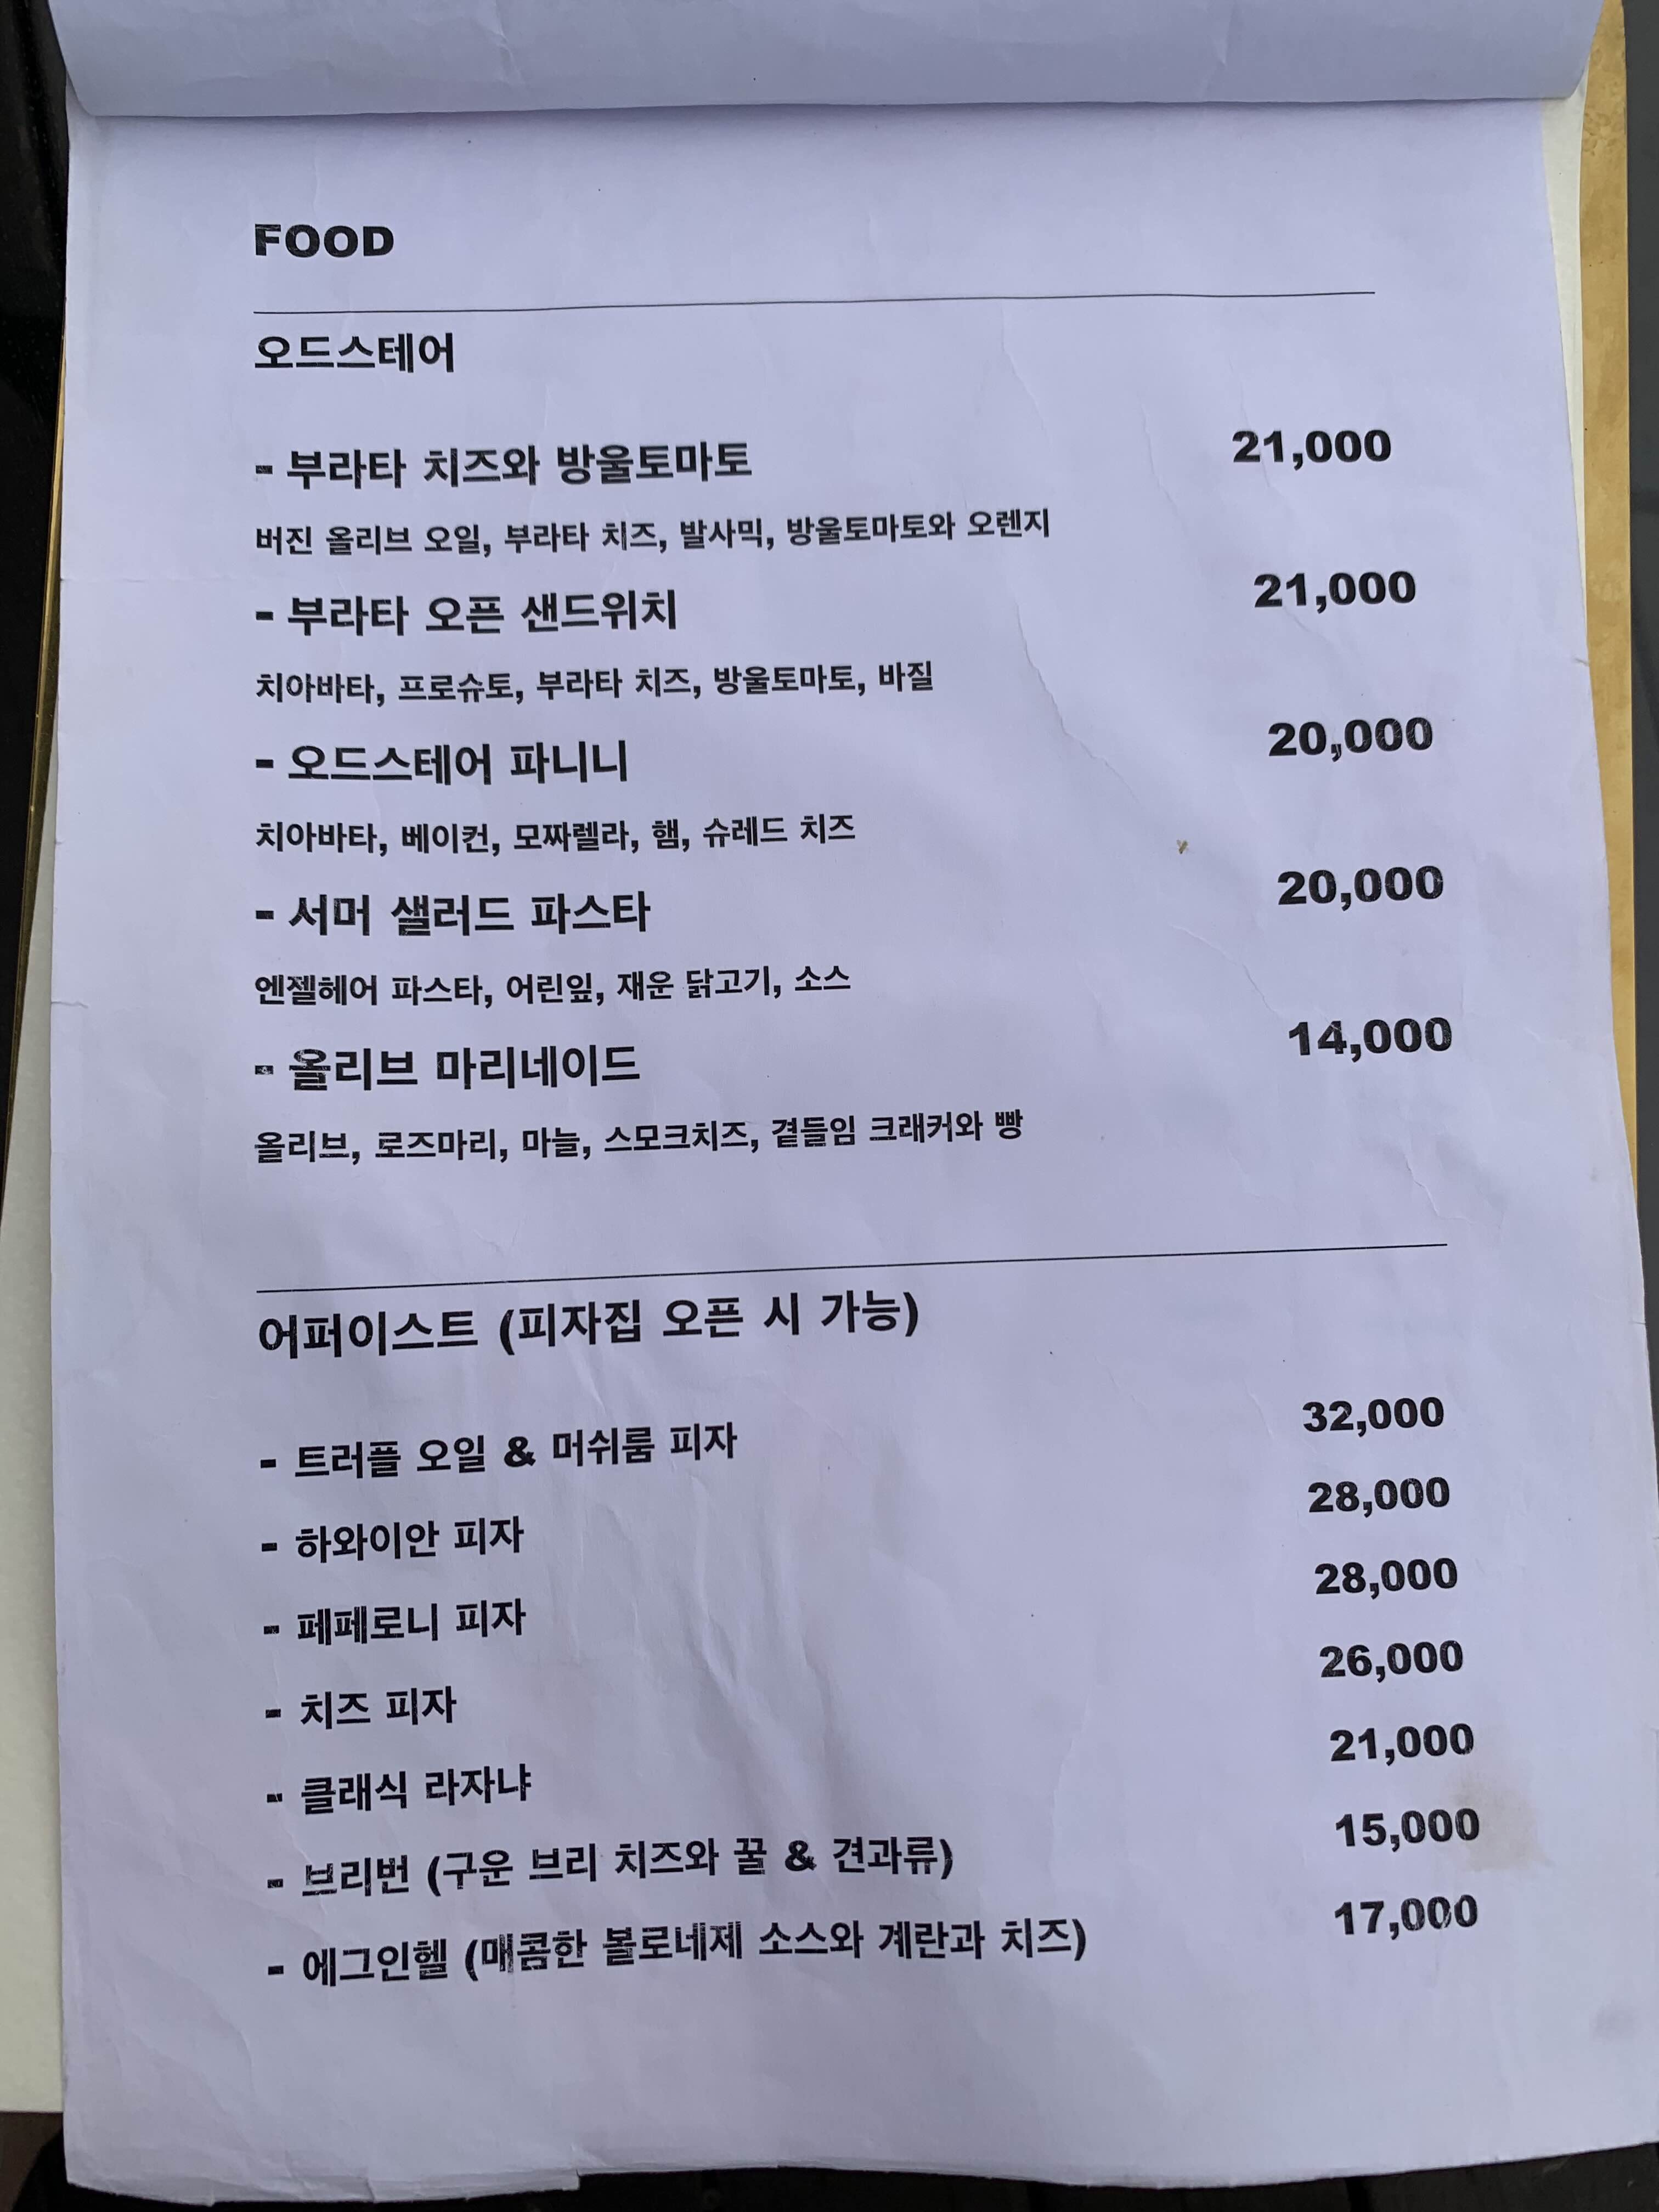 FOOD
오드스테어
- 부라타 치즈와 방울토마토 21,000
버진 올리브 오일, 부라타 치즈, 발사믹, 방울토마토와 오렌지
- 부라타 오픈 샌드위치 21,000
치아바타, 프로슈토, 부라타 치즈, 방울토마토, 바질
- 오드스테어 파니니 20,000
치아바타, 베이컨, 모짜렐라, 햄, 슈레드 치즈
- 서머 샐러드 파스타 20,000
엔젤헤어 파스타, 어린잎, 재운 닭고기, 소스
- 올리브 마리네이드 14,000
올리브, 로즈마리, 마늘, 스모크치즈, 곁들임 크래커와 빵
어퍼이스트 (피자집 오픈 시 가능)
- 트러플 오일 & 머쉬룸 피자 32,000
- 하와이안 피자 28,000
- 페페로니 피자 28,000
- 치즈 피자 26,000
- 클래식 라자냐 21,000
- 브리번 (구운 브리 치즈와 꿀 & 견과류) 15,000
- 에그인헬 (매콤한 볼로네제 소스와 계란과 치즈) 17,000